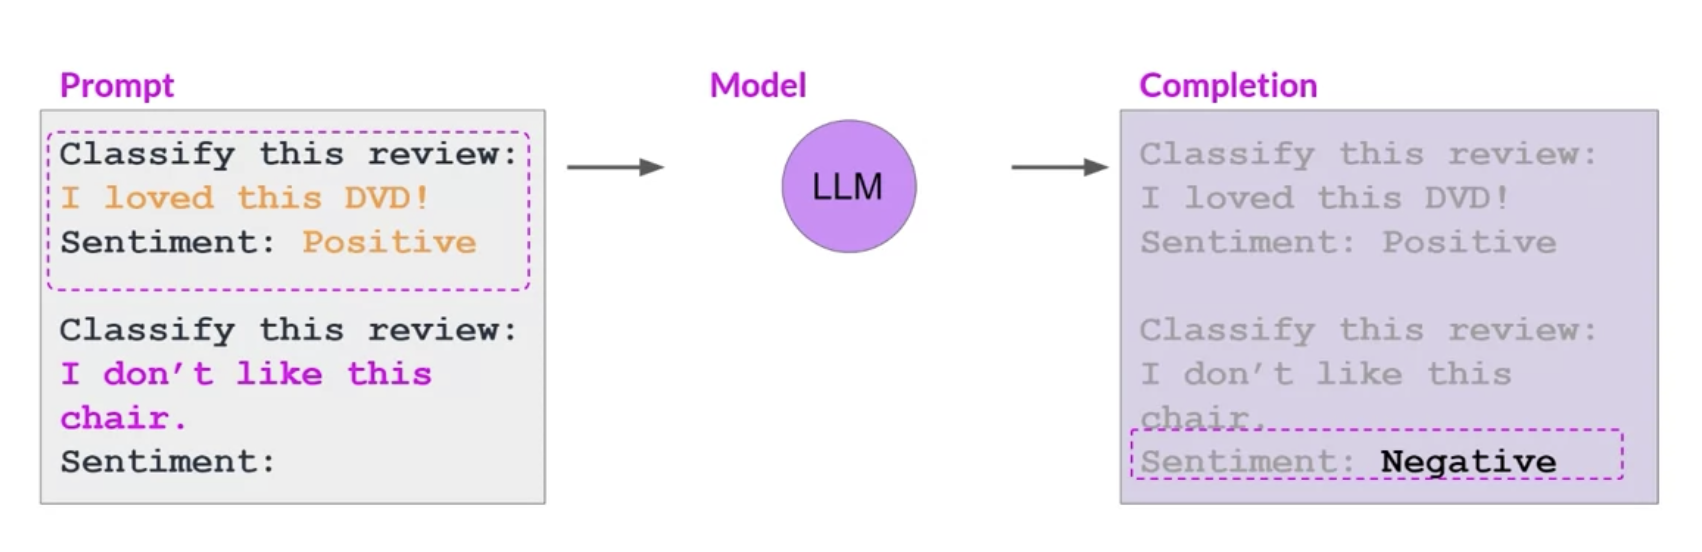 Prompt
Classify this review:
I loved this DVD!
Sentiment: Positive
Classify this review:
I don't like this
chair.
Sentiment:
Model
LLM
Completion
Classify this review:
I loved this DVD!
Sentiment: Positive
Classify this review:
I don't like this
chair.
Sentiment: Negative